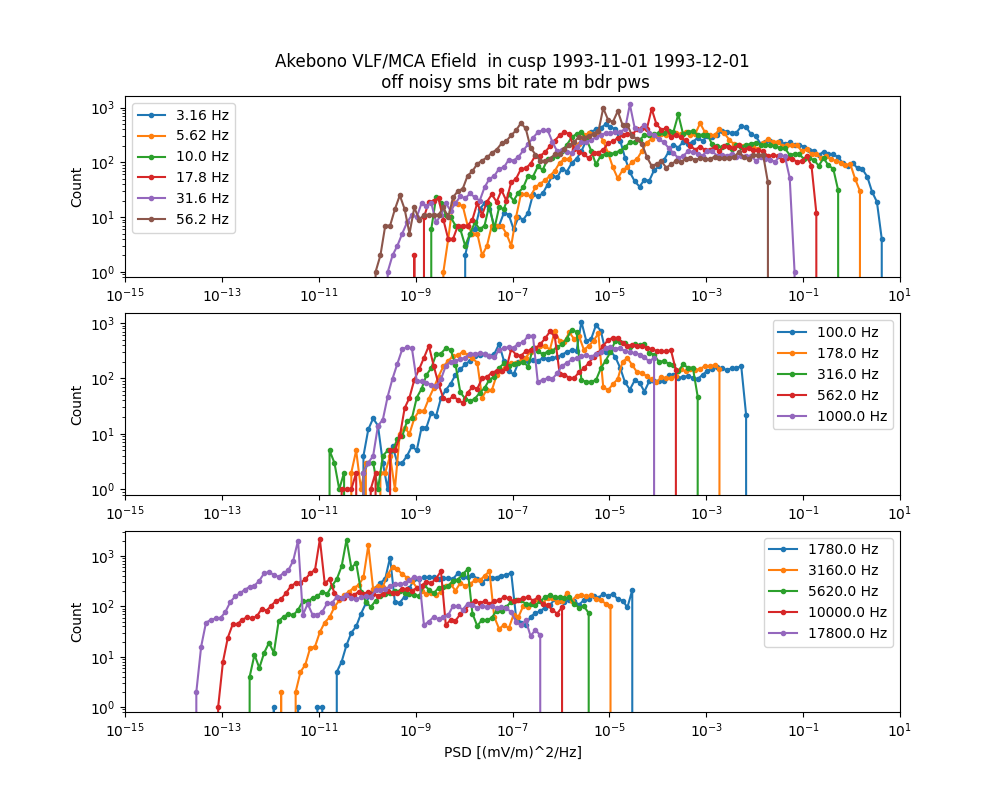 Akebono VLF/MCA Efield  in cusp 1993-11-01 1993-12-01
off noisy sms bit rate m bdr pws
Count
10^3
10^2
10^1
10^0
3.16 Hz
5.62 Hz
10.0 Hz
17.8 Hz
31.6 Hz
56.2 Hz
10^-15 10^-13 10^-11 10^-9 10^-7 10^-5 10^-3 10^-1 10^1
Count
10^3
10^2
10^1
10^0
100.0 Hz
178.0 Hz
316.0 Hz
562.0 Hz
1000.0 Hz
10^-15 10^-13 10^-11 10^-9 10^-7 10^-5 10^-3 10^-1 10^1
Count
10^3
10^2
10^1
10^0
1780.0 Hz
3160.0 Hz
5620.0 Hz
10000.0 Hz
17800.0 Hz
10^-15 10^-13 10^-11 10^-9 10^-7 10^-5 10^-3 10^-1 10^1
PSD [(mV/m)^2/Hz]